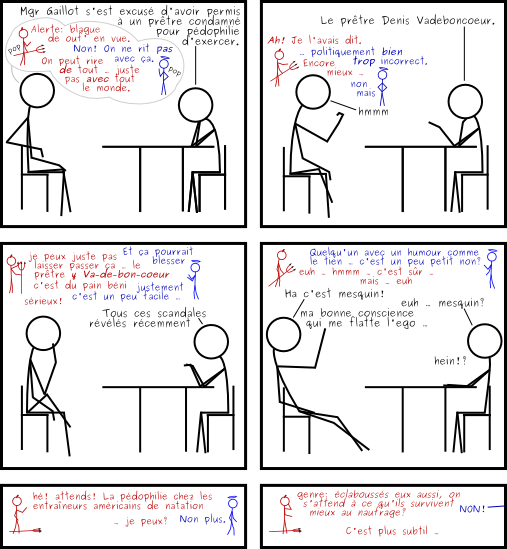 Mgr Gaillot s'est excusé d'avoir permis
à un prêtre condamné
pour pédophilie
d'exercer.
pop
Alerte: blague
de ouf' en vue.
Non! On ne rit pas
avec ça.
On peut rire
de tout … juste
pas avec tout
le monde.
pop
Le prêtre Denis Vadeboncoeur.
Ah! Je l'avais dit.
… politiquement bien
trop incorrect.
Encore
mieux …
non
mais
hmmm
je peux juste pas
laisser passer ça … le
prêtre y Va-de-bon-coeur
c'est du pain béni
sérieux!
Et ça pourrait
blesser
justement
c'est un peu facile …
Tous ces scandales
révélés récemment
Quelqu'un avec un humour comme
le tien … c'est un peu petit non?
euh … hmmm … c'est sûr …
mais … euh
Ha c'est mesquin!
euh … mesquin?
ma bonne conscience
qui me flatte l'ego …
hein!?
hé! attends! La pédophilie chez les
entraîneurs américains de natation
… je peux?
Non plus.
genre: éclaboussés eux aussi, on
s'attend à ce qu'ils survivent
mieux au naufrage?
NON!
C'est plus subtil …